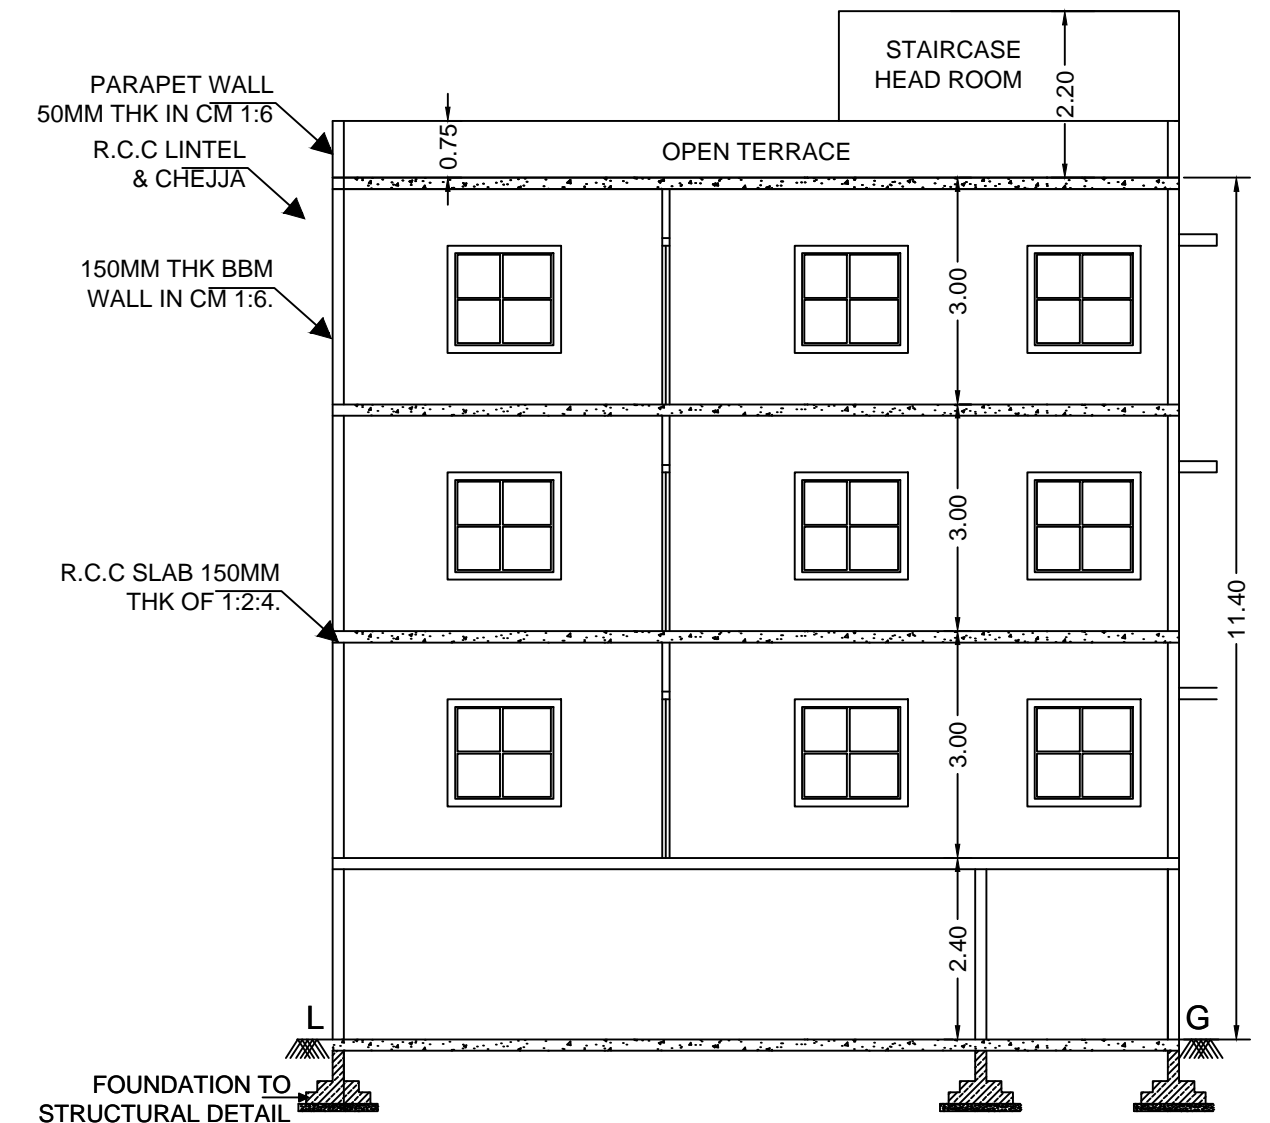 STAIRCASE
HEAD ROOM
2.20
PARAPET WALL
50MM THK IN CM 1:6
0.75
OPEN TERRACE
R.C.C LINTEL
& CHEJJA
150MM THK BBM
WALL IN CM 1:6.
3.00
3.00
R.C.C SLAB 150MM
THK OF 1:2:4.
11.40
3.00
2.40
L
G
FOUNDATION TO
STRUCTURAL DETAIL